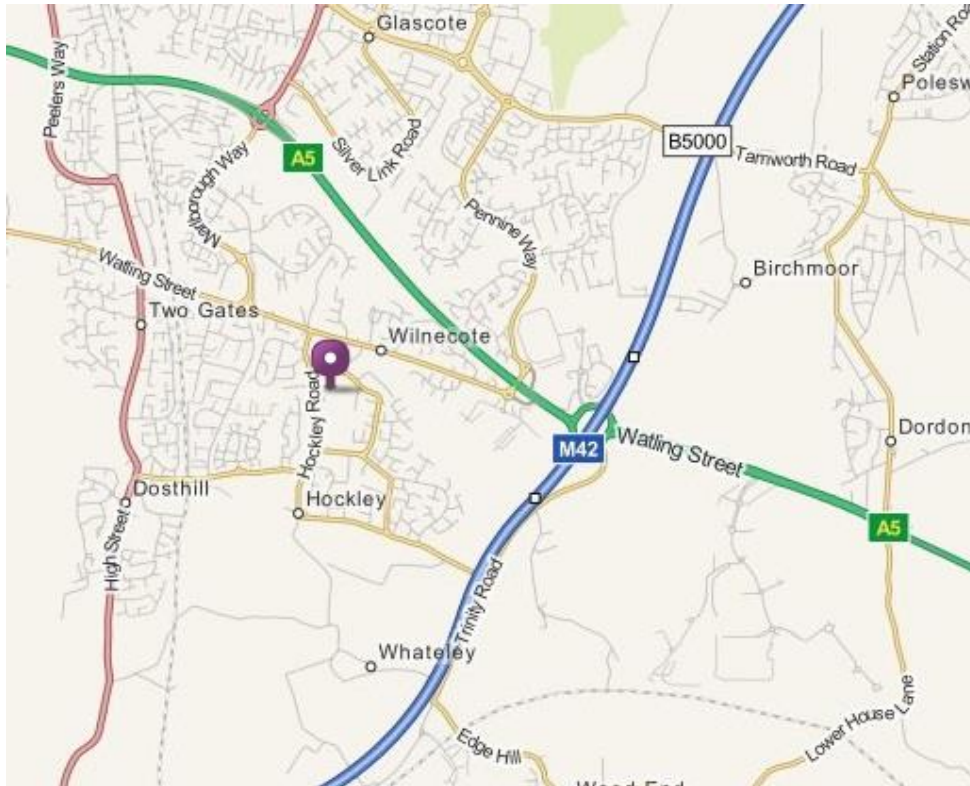 Glascote
Station Ro
Peelers Way
Polesw
B5000
A5
Silver Link Road
Tamworth Road
Marlborough Way
Pennine Way
Watling Street
Birchmoor
Two Gates
Wilnecote
Hockley Road
Dordon
M42
Watling Street
Dosthill
Hockley
A5
High Street
Trinity Road
Whateley
Lower House Lane
Edge Hill
Wood End